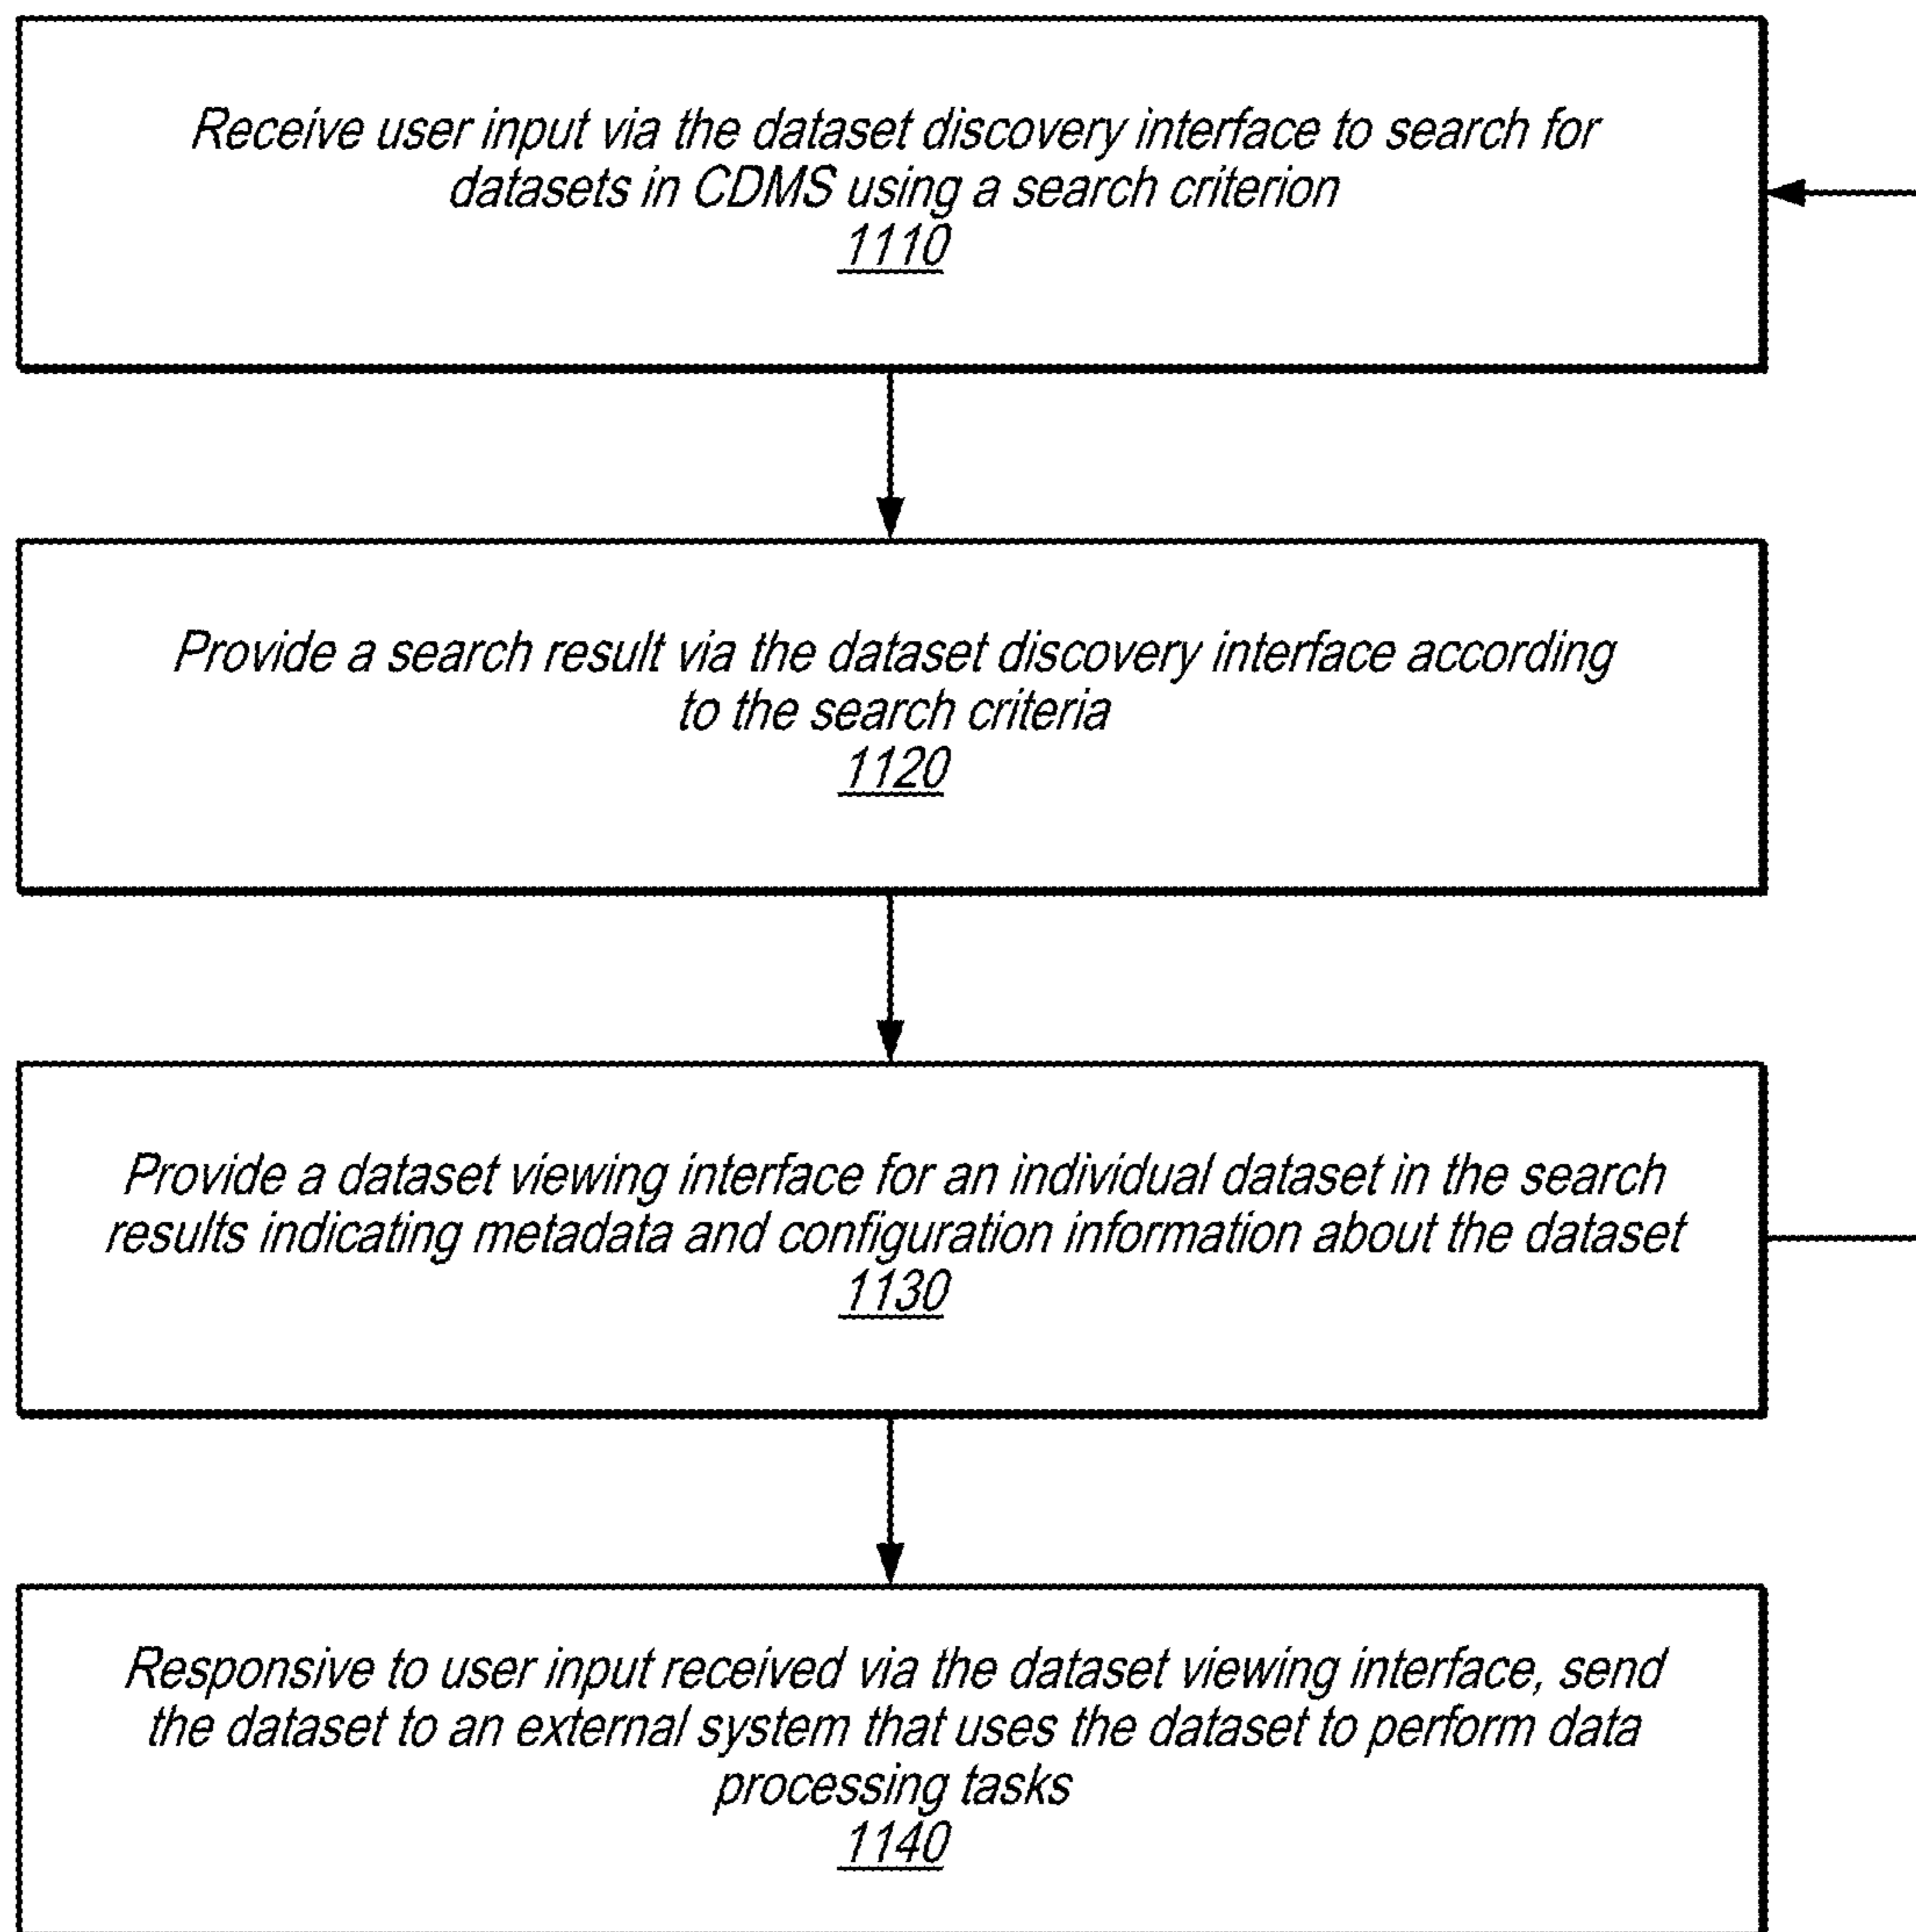 Receive user input via the dataset discovery interface to search for
datasets in CDMS using a search criterion
1110
Provide a search result via the dataset discovery interface according
to the search criteria
1120
Provide a dataset viewing interface for an individual dataset in the search
results indicating metadata and configuration information about the dataset
1130
Responsive to user input received via the dataset viewing interface, send
the dataset to an external system that uses the dataset to perform data
processing tasks
1140